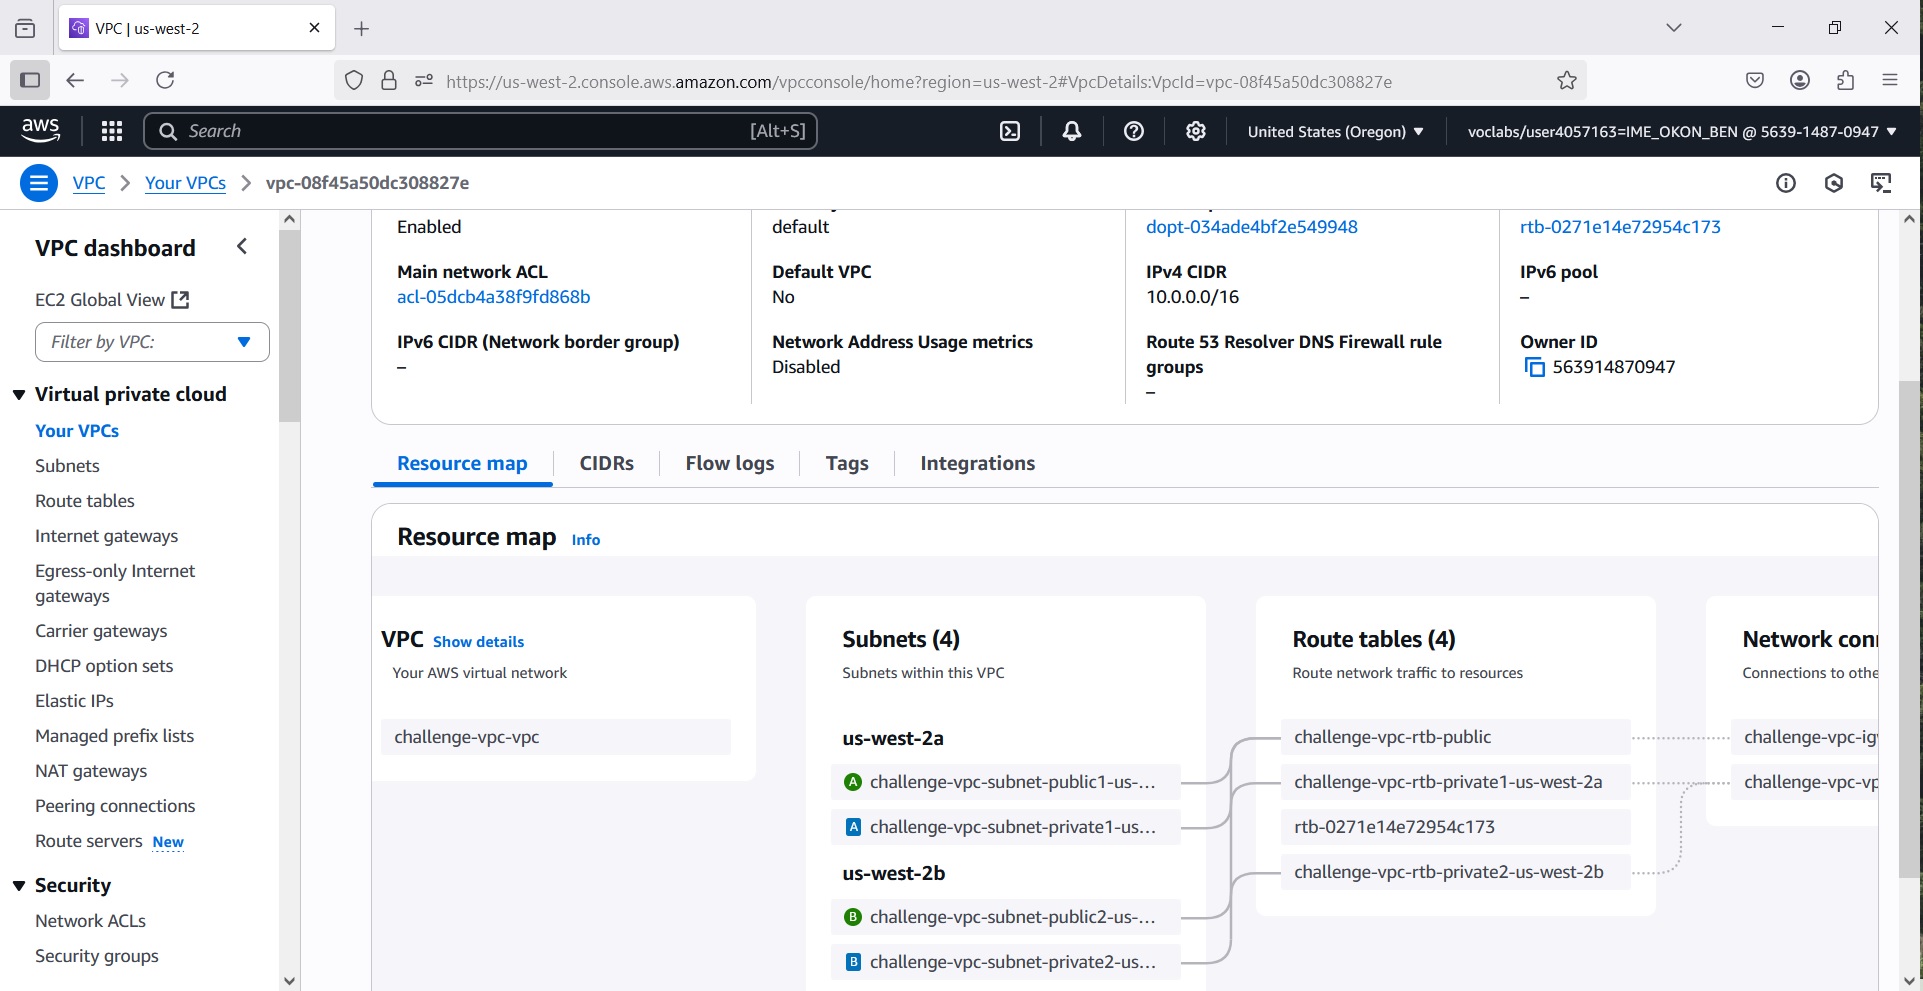 VPC | us-west-2
https://us-west-2.console.aws.amazon.com/vpcconsole/home?region=us-west-2#VpcDetails:VpcId=vpc-08f45a50dc308827e
aws
Search
[Alt+S]
United States (Oregon)
voclabs/user4057163=IME_OKON_BEN @ 5639-1487-0947
VPC
Your VPCs
vpc-08f45a50dc308827e
VPC dashboard
EC2 Global View
Filter by VPC:
Virtual private cloud
Your VPCs
Subnets
Route tables
Internet gateways
Egress-only Internet
gateways
Carrier gateways
DHCP option sets
Elastic IPs
Managed prefix lists
NAT gateways
Peering connections
Route servers New
Security
Network ACLs
Security groups
Enabled
default
dopt-034ade4bf2e549948
rtb-0271e14e72954c173
Main network ACL
acl-05dcb4a38f9fd868b
Default VPC
No
IPv4 CIDR
10.0.0.0/16
IPv6 pool
–
IPv6 CIDR (Network border group)
–
Network Address Usage metrics
Disabled
Route 53 Resolver DNS Firewall rule
groups
–
Owner ID
563914870947
Resource map
CIDRs
Flow logs
Tags
Integrations
Resource map Info
VPC Show details
Your AWS virtual network
challenge-vpc-vpc
Subnets (4)
Subnets within this VPC
us-west-2a
A challenge-vpc-subnet-public1-us-...
A challenge-vpc-subnet-private1-us...
us-west-2b
B challenge-vpc-subnet-public2-us-...
B challenge-vpc-subnet-private2-us...
Route tables (4)
Route network traffic to resources
challenge-vpc-rtb-public
challenge-vpc-rtb-private1-us-west-2a
rtb-0271e14e72954c173
challenge-vpc-rtb-private2-us-west-2b
Network
Connections to